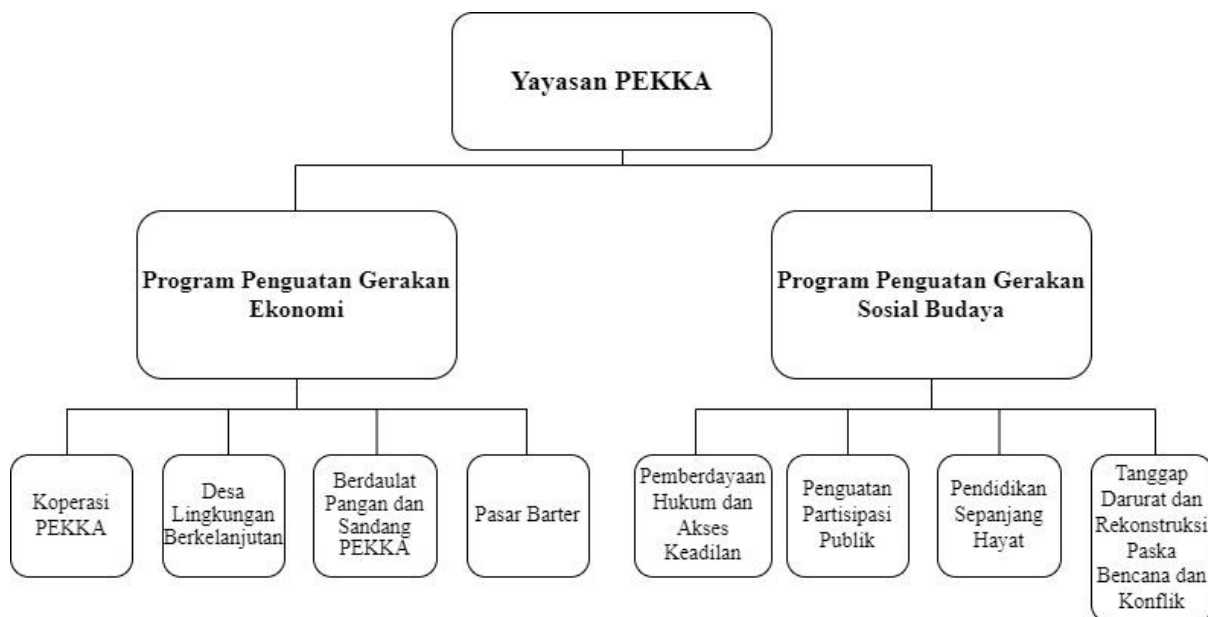 Yayasan PEKKA
Program Penguatan Gerakan
Ekonomi
Program Penguatan Gerakan
Sosial Budaya
Koperasi
PEKKA
Desa
Lingkungan
Berkelanjutan
Berdaulat
Pangan dan
Sandang
PEKKA
Pasar Barter
Pemberdayaan
Hukum dan
Akses
Keadilan
Penguatan
Partisipasi
Publik
Pendidikan
Sepanjang
Hayat
Tanggap
Darurat dan
Rekonstruksi
Paska
Bencana dan
Konflik